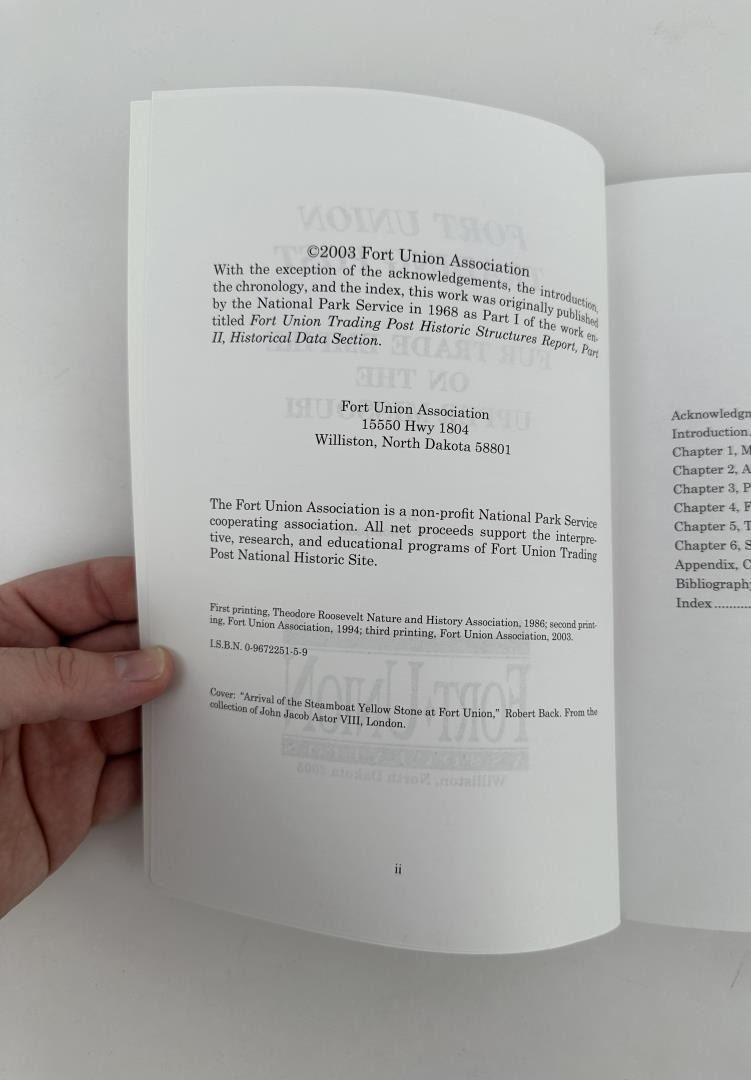 ©2003 Fort Union Association
With the exception of the acknowledgements, the introduction,
the chronology, and the index, this work was originally published
by the National Park Service in 1968 as Part I of the work en-
titled Fort Union Trading Post Historic Structures Report, Part
II, Historical Data Section.
Fort Union Association
15550 Hwy 1804
Williston, North Dakota 58801
The Fort Union Association is a non-profit National Park Service
cooperating association. All net proceeds support the interpre-
tive, research, and educational programs of Fort Union Trading
Post National Historic Site.
First printing, Theodore Roosevelt Nature and History Association, 1986; second print-
ing, Fort Union Association, 1994; third printing, Fort Union Association, 2003.
I.S.B.N. 0-9672251-5-9
Cover: "Arrival of the Steamboat Yellow Stone at Fort Union," Robert Back. From the
collection of John Jacob Astor VIII, London.
ii
Acknowledgm
Introduction.
Chapter 1, M
Chapter 2, A
Chapter 3, P
Chapter 4, F
Chapter 5, T
Chapter 6, S
Appendix, C
Bibliography
Index ..........